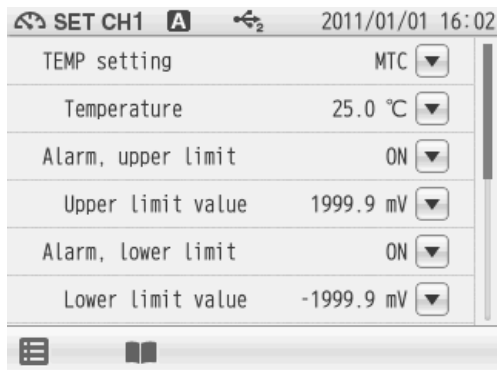 SET CH1 A 2 2011/01/01 16:02
TEMP setting MTC
Temperature 25.0 ℃
Alarm, upper limit ON
Upper limit value 1999.9 mV
Alarm, lower limit ON
Lower limit value -1999.9 mV